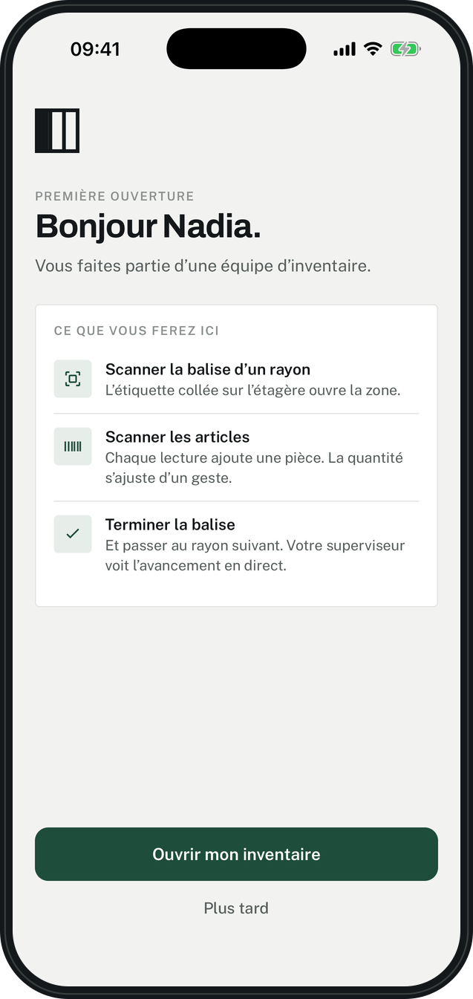 09:41
PREMIÈRE OUVERTURE
Bonjour Nadia.
Vous faites partie d’une équipe d’inventaire.
CE QUE VOUS FEREZ ICI
Scanner la balise d’un rayon
L’étiquette collée sur l’étagère ouvre la zone.
Scanner les articles
Chaque lecture ajoute une pièce. La quantité
s’ajuste d’un geste.
Terminer la balise
Et passer au rayon suivant. Votre superviseur
voit l’avancement en direct.
Ouvrir mon inventaire
Plus tard